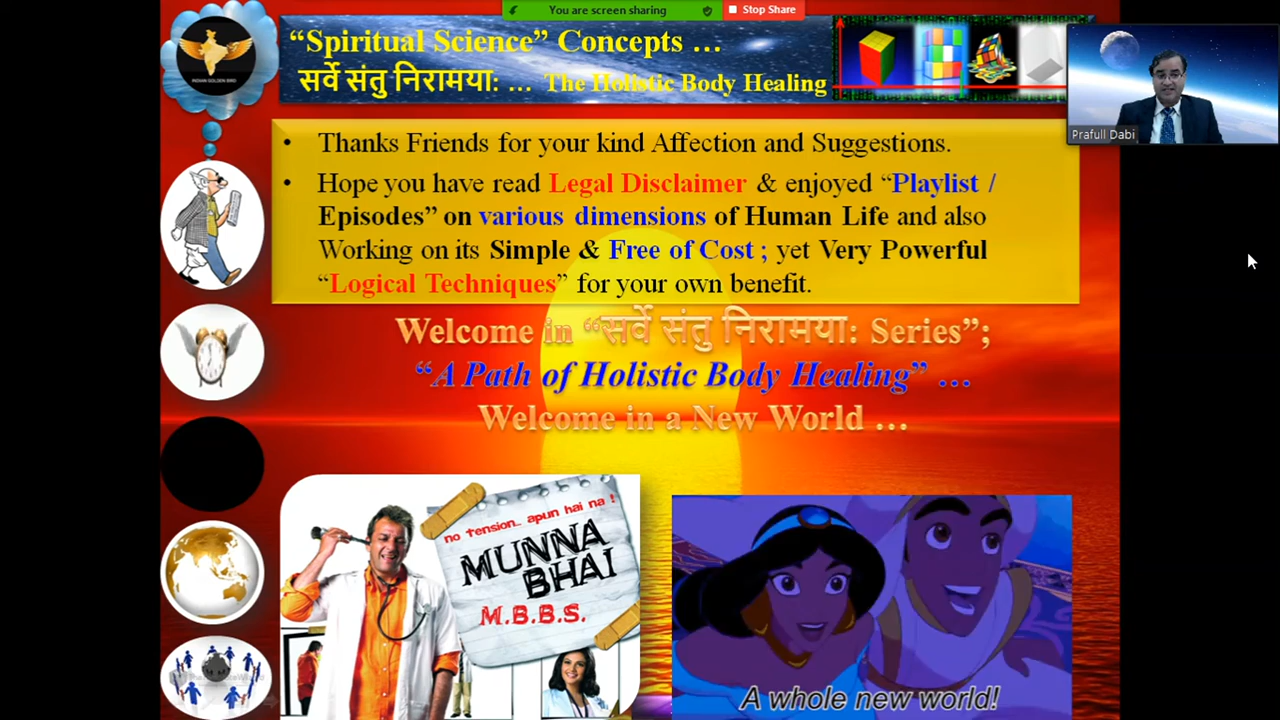 You are screen sharing
Stop Share
“Spiritual Science” Concepts ...
सर्वे संतु निरामया: ... The Holistic Body Healing
INDIAN GOLDEN BIRD
Prafull Dabi
• Thanks Friends for your kind Affection and Suggestions.
• Hope you have read Legal Disclaimer & enjoyed “Playlist /
Episodes” on various dimensions of Human Life and also
Working on its Simple & Free of Cost ; yet Very Powerful
“Logical Techniques” for your own benefit.
Welcome in “सर्वे संतु निरामया: Series”;
“A Path of Holistic Body Healing” ...
Welcome in a New World ...
no tension.. apun hai na !
MUNNA
BHAI
M.B.B.S.
A whole new world!